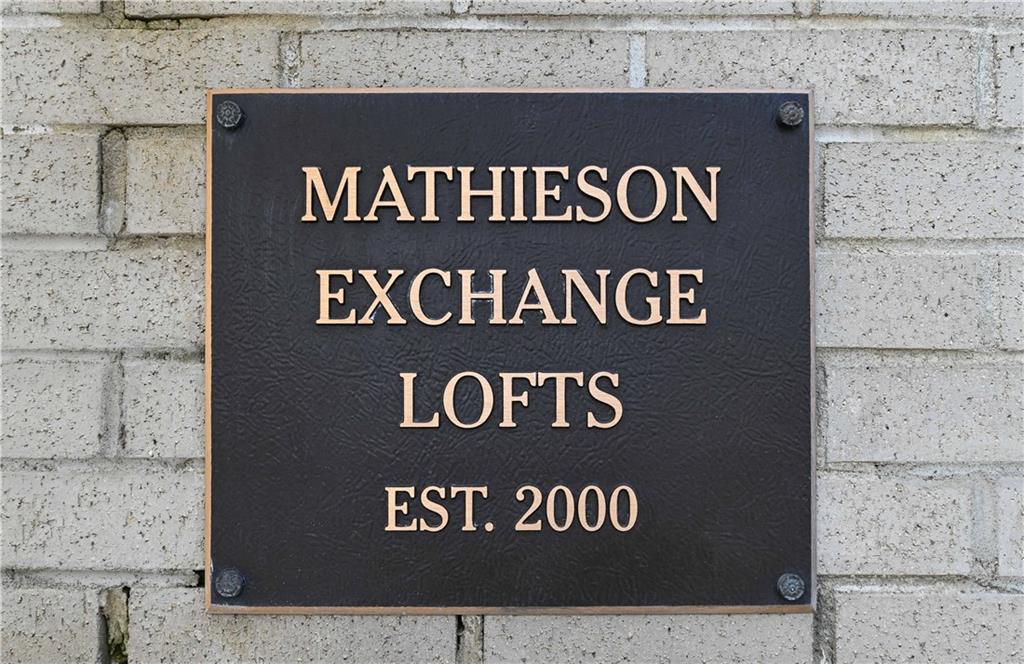 MATHIESON
EXCHANGE
LOFTS
EST. 2000